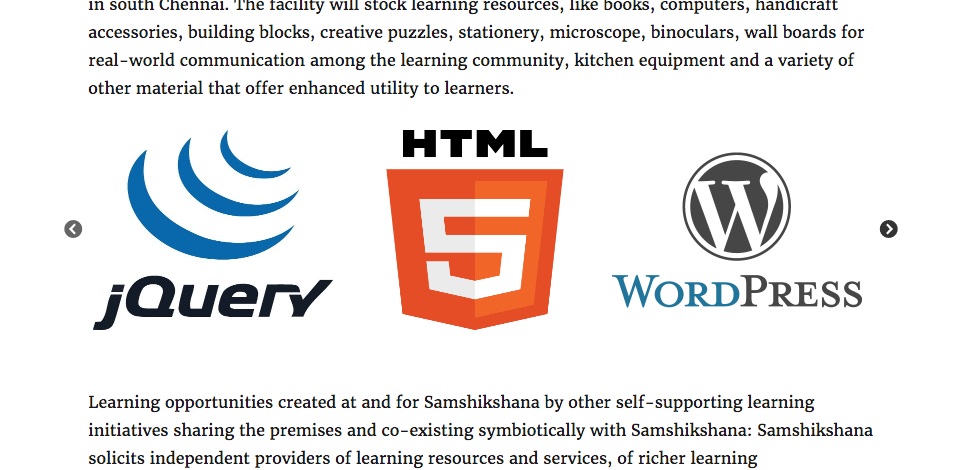 in south Chennai. The facility will stock learning resources, like books, computers, handicraft
accessories, building blocks, creative puzzles, stationery, microscope, binoculars, wall boards for
real-world communication among the learning community, kitchen equipment and a variety of
other material that offer enhanced utility to learners.
HTML
5
W
jQuery
WORDPRESS
Learning opportunities created at and for Samshikshana by other self-supporting learning
initiatives sharing the premises and co-existing symbiotically with Samshikshana: Samshikshana
solicits independent providers of learning resources and services, of richer learning